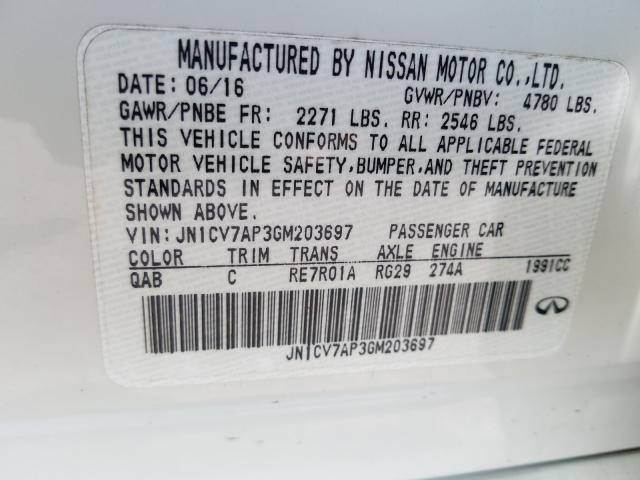 MANUFACTURED BY NISSAN MOTOR CO.,LTD.
DATE: 06/16 GVWR/PNBV: 4780 LBS.
GAWR/PNBE FR: 2271 LBS. RR: 2546 LBS.
THIS VEHICLE CONFORMS TO ALL APPLICABLE FEDERAL
MOTOR VEHICLE SAFETY,BUMPER,AND THEFT PREVENTION
STANDARDS IN EFFECT ON THE DATE OF MANUFACTURE
SHOWN ABOVE.
VIN: JN1CV7AP3GM203697 PASSENGER CAR
COLOR TRIM TRANS AXLE ENGINE
QAB C RE7R01A RG29 274A 1991CC
JN1CV7AP3GM203697